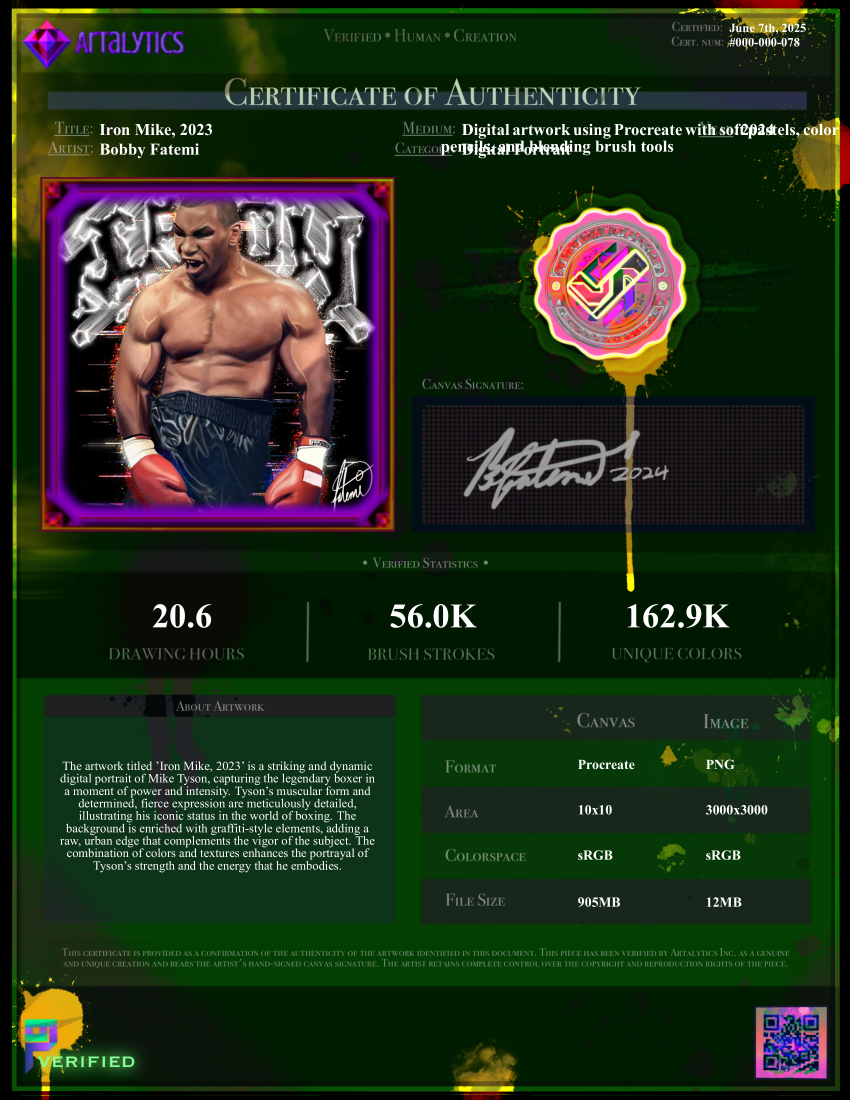 ARTALYTICS
VERIFIED • HUMAN • CREATION
CERTIFIED: June 7th, 2025
CERT. NUM: #000-000-078
CERTIFICATE OF AUTHENTICITY
TITLE: Iron Mike, 2023
ARTIST: Bobby Fatemi
MEDIUM: Digital artwork using Procreate with soft pastels, color
pencils, and blending brush tools
2024
Digital Portrait
TYSON
Fatemi
CANVAS SIGNATURE:
BFatemi 2024
• VERIFIED STATISTICS •
20.6
DRAWING HOURS
56.0K
BRUSH STROKES
162.9K
UNIQUE COLORS
ABOUT ARTWORK
The artwork titled 'Iron Mike, 2023' is a striking and dynamic
digital portrait of Mike Tyson, capturing the legendary boxer in
a moment of power and intensity. Tyson's muscular form and
determined, fierce expression are meticulously detailed,
illustrating his iconic status in the world of boxing. The
background is enriched with graffiti-style elements, adding a
raw, urban edge that complements the vigor of the subject. The
combination of colors and textures enhances the portrayal of
Tyson's strength and the energy that he embodies.
CANVAS IMAGE
FORMAT Procreate PNG
AREA 10x10 3000x3000
COLORSPACE sRGB sRGB
FILE SIZE 905MB 12MB
THIS CERTIFICATE IS PROVIDED AS A CONFIRMATION OF THE AUTHENTICITY OF THE ARTWORK IDENTIFIED IN THIS DOCUMENT. THIS PIECE HAS BEEN VERIFIED BY ARTALYTICS INC. AS A GENUINE
AND UNIQUE CREATION AND BEARS THE ARTIST'S HAND-SIGNED CANVAS SIGNATURE. THE ARTIST RETAINS COMPLETE CONTROL OVER THE COPYRIGHT AND REPRODUCTION RIGHTS OF THE PIECE.
VERIFIED